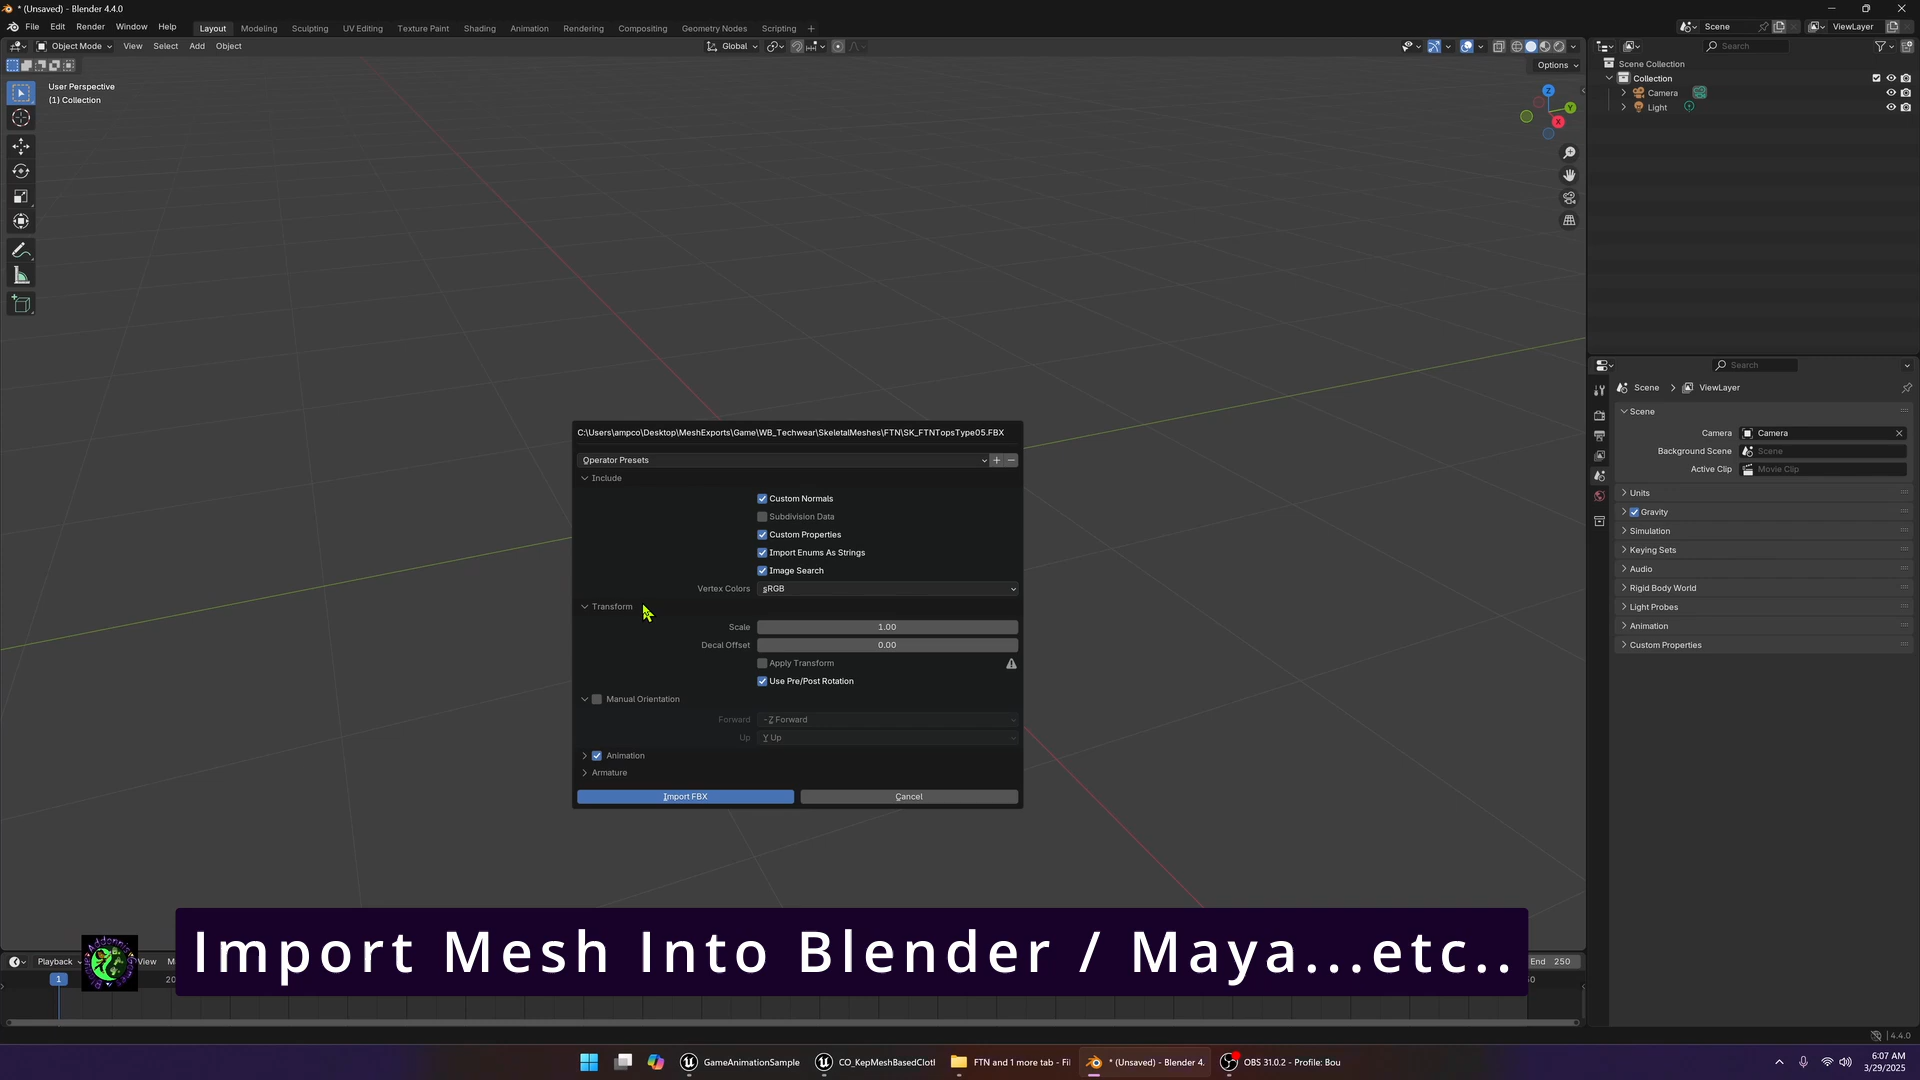 * (Unsaved) - Blender 4.4.0
File Edit Render Window Help
Layout Modeling Sculpting UV Editing Texture Paint Shading Animation Rendering Compositing Geometry Nodes Scripting +
Scene
ViewLayer
Object Mode View Select Add Object
Global
Search
Options
User Perspective
(1) Collection
Z
Y
X
Scene Collection
Collection
Camera
Light
Search
Scene > ViewLayer
Scene
Camera Camera
Background Scene Scene
Active Clip Movie Clip
Units
Gravity
Simulation
Keying Sets
Audio
Rigid Body World
Light Probes
Animation
Custom Properties
C:\Users\ampco\Desktop\MeshExports\Game\WB_Techwear\SkeletalMeshes\FTN\SK_FTNTopsType05.FBX
Operator Presets
Include
Custom Normals
Subdivision Data
Custom Properties
Import Enums As Strings
Image Search
Vertex Colors sRGB
Transform
Scale 1.00
Decal Offset 0.00
Apply Transform
Use Pre/Post Rotation
Manual Orientation
Forward -Z Forward
Up Y Up
Animation
Armature
Import FBX Cancel
Import Mesh Into Blender / Maya...etc..
Playback View End 250
1
4.4.0
GameAnimationSample
CO_KepMeshBasedClotl
FTN and 1 more tab - Fil
* (Unsaved) - Blender 4.
OBS 31.0.2 - Profile: Bou
6:07 AM
3/29/2025